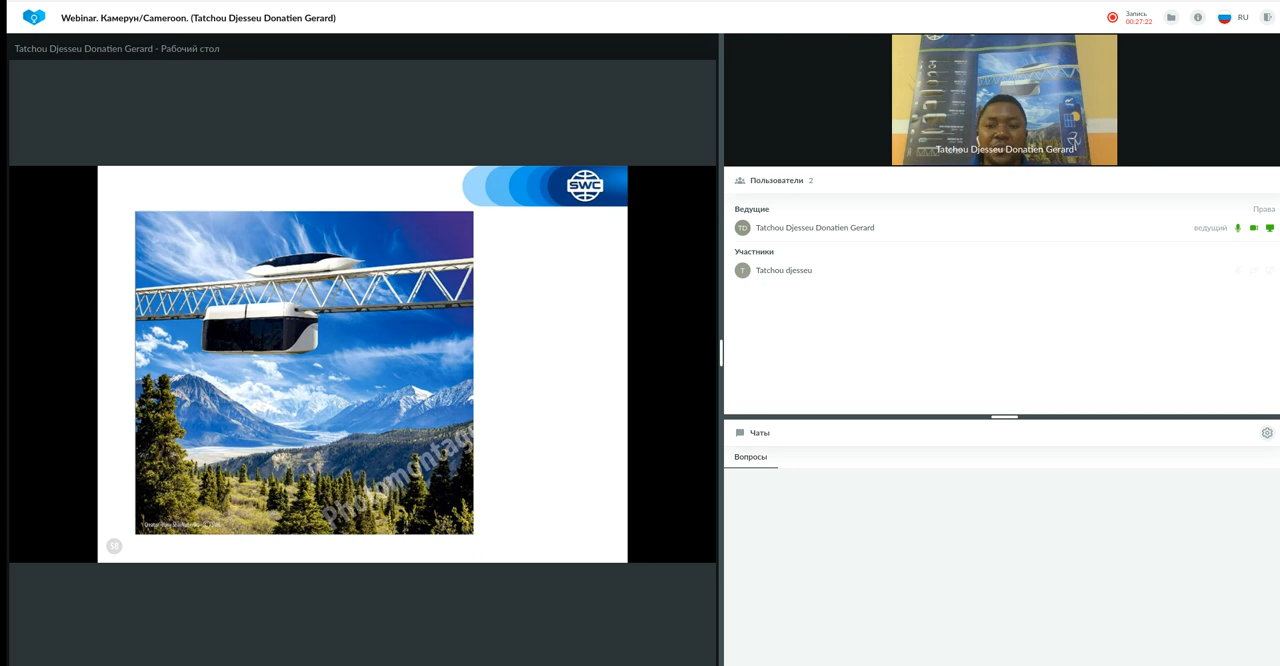 Webinar. Камерун/Cameroon. (Tatchou Djesseu Donatien Gerard)
Запись
00:27:22
RU
Tatchou Djesseu Donatien Gerard - Рабочий стол
SWC
Photomontage
58
Tatchou Djesseu Donatien Gerard
Пользователи 2
Ведущие Права
TD Tatchou Djesseu Donatien Gerard ведущий
Участники
T Tatchou djesseu
Чаты
Вопросы